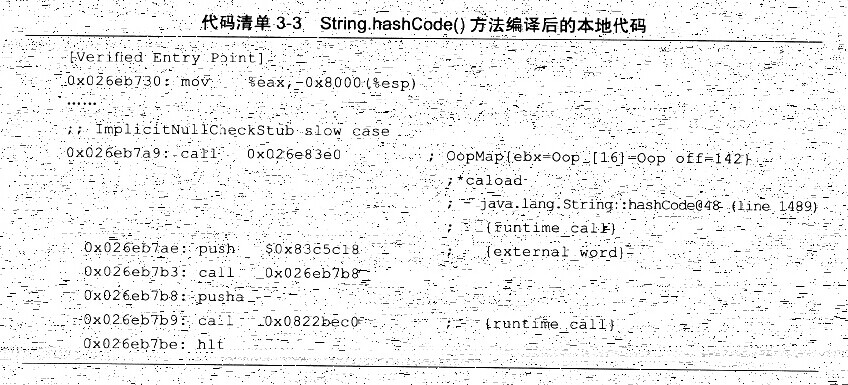 代码清单 3-3 String.hashCode() 方法编译后的本地代码
[Verified Entry Point]
0x026eb730: mov %eax,-0x8000(%esp)
……
;; ImplicitNullCheckStub slow case
0x026eb7a9: call 0x026e83e0 ; OopMap{ebx=Oop [16]=Oop off=142}
;*caload
; - java.lang.String::hashCode@48 (line 1489)
; {runtime_call}
0x026eb7ae: push $0x83c5c18 ; {external_word}
0x026eb7b3: call 0x026eb7b8
0x026eb7b8: pusha
0x026eb7b9: call 0x0822bec0 ; {runtime_call}
0x026eb7be: hlt